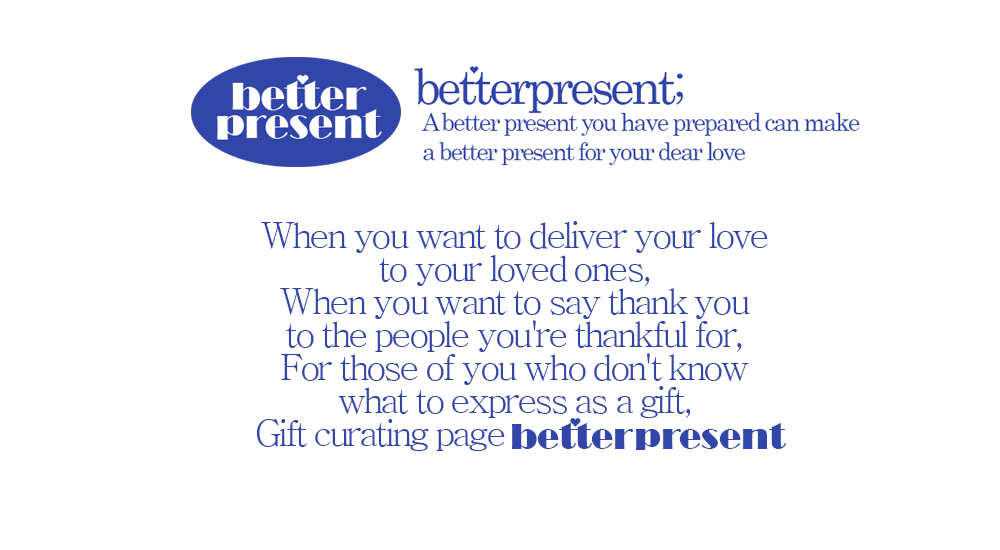 better
present
betterpresent;
A better present you have prepared can make
a better present for your dear love
When you want to deliver your love
to your loved ones,
When you want to say thank you
to the people you're thankful for,
For those of you who don't know
what to express as a gift,
Gift curating page betterpresent